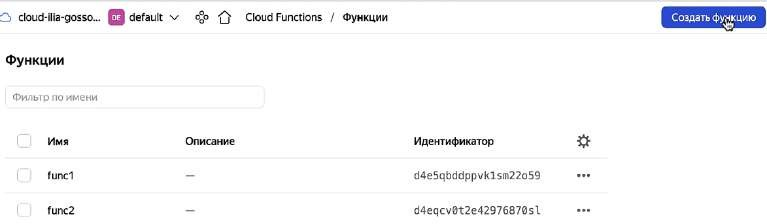 cloud-ilia-gosso... DE default Cloud Functions / Функции Создать функцию
Функции
Фильтр по имени
Имя Описание Идентификатор
func1 — d4e5qbddppvk1sm22o59
func2 — d4eqcv0t2e42976870sl